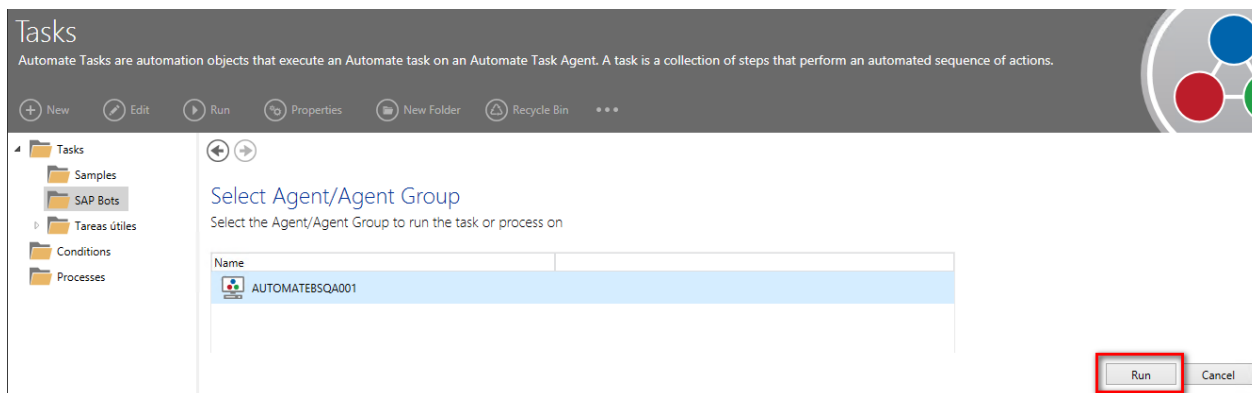 Tasks
Automate Tasks are automation objects that execute an Automate task on an Automate Task Agent. A task is a collection of steps that perform an automated sequence of actions.
New Edit Run Properties New Folder Recycle Bin
Tasks
Samples
SAP Bots
Tareas útiles
Conditions
Processes
Select Agent/Agent Group
Select the Agent/Agent Group to run the task or process on
Name
AUTOMATEBSQA001
Run Cancel